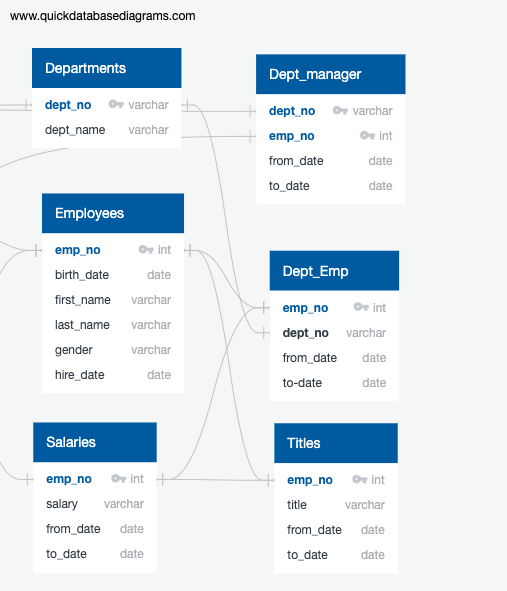 www.quickdatabasediagrams.com
Departments
dept_no varchar
dept_name varchar
Dept_manager
dept_no varchar
emp_no int
from_date date
to_date date
Employees
emp_no int
birth_date date
first_name varchar
last_name varchar
gender varchar
hire_date date
Dept_Emp
emp_no int
dept_no varchar
from_date date
to-date date
Salaries
emp_no int
salary varchar
from_date date
to_date date
Titles
emp_no int
title varchar
from_date date
to_date date